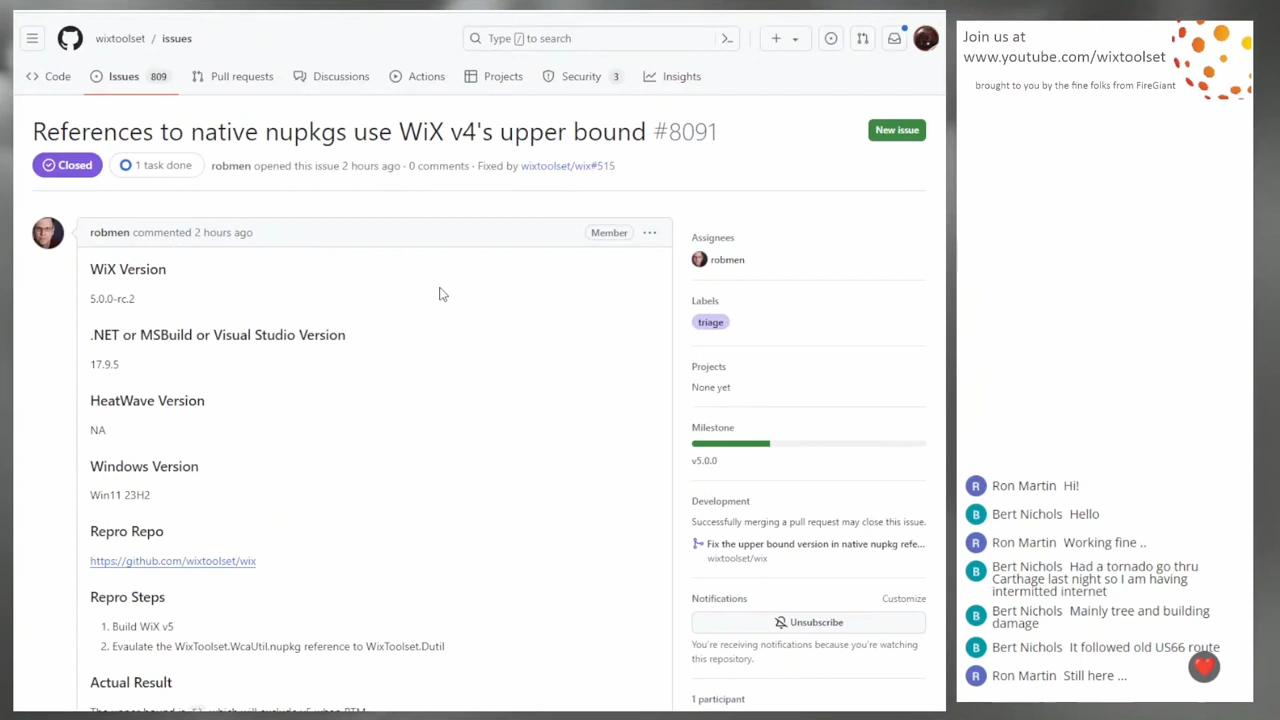 wixtoolset / issues
Type / to search
Code
Issues 809
Pull requests
Discussions
Actions
Projects
Security 3
Insights
References to native nupkgs use WiX v4's upper bound #8091
New issue
Closed
1 task done
robmen opened this issue 2 hours ago · 0 comments · Fixed by wixtoolset/wix#515
robmen commented 2 hours ago
Member
WiX Version
5.0.0-rc.2
.NET or MSBuild or Visual Studio Version
17.9.5
HeatWave Version
NA
Windows Version
Win11 23H2
Repro Repo
https://github.com/wixtoolset/wix
Repro Steps
1. Build WiX v5
2. Evaulate the WixToolset.WcaUtil.nupkg reference to WixToolset.Dutil
Actual Result
Assignees
robmen
Labels
triage
Projects
None yet
Milestone
v5.0.0
Development
Successfully merging a pull request may close this issue.
Fix the upper bound version in native nupkg refe...
wixtoolset/wix
Notifications
Customize
Unsubscribe
You're receiving notifications because you're watching
this repository.
1 participant
Join us at
www.youtube.com/wixtoolset
brought to you by the fine folks from FireGiant
R Ron Martin Hi!
B Bert Nichols Hello
R Ron Martin Working fine ..
B Bert Nichols Had a tornado go thru
Carthage last night so I am having
intermitted internet
B Bert Nichols Mainly tree and building
damage
B Bert Nichols It followed old US66 route
R Ron Martin Still here ...